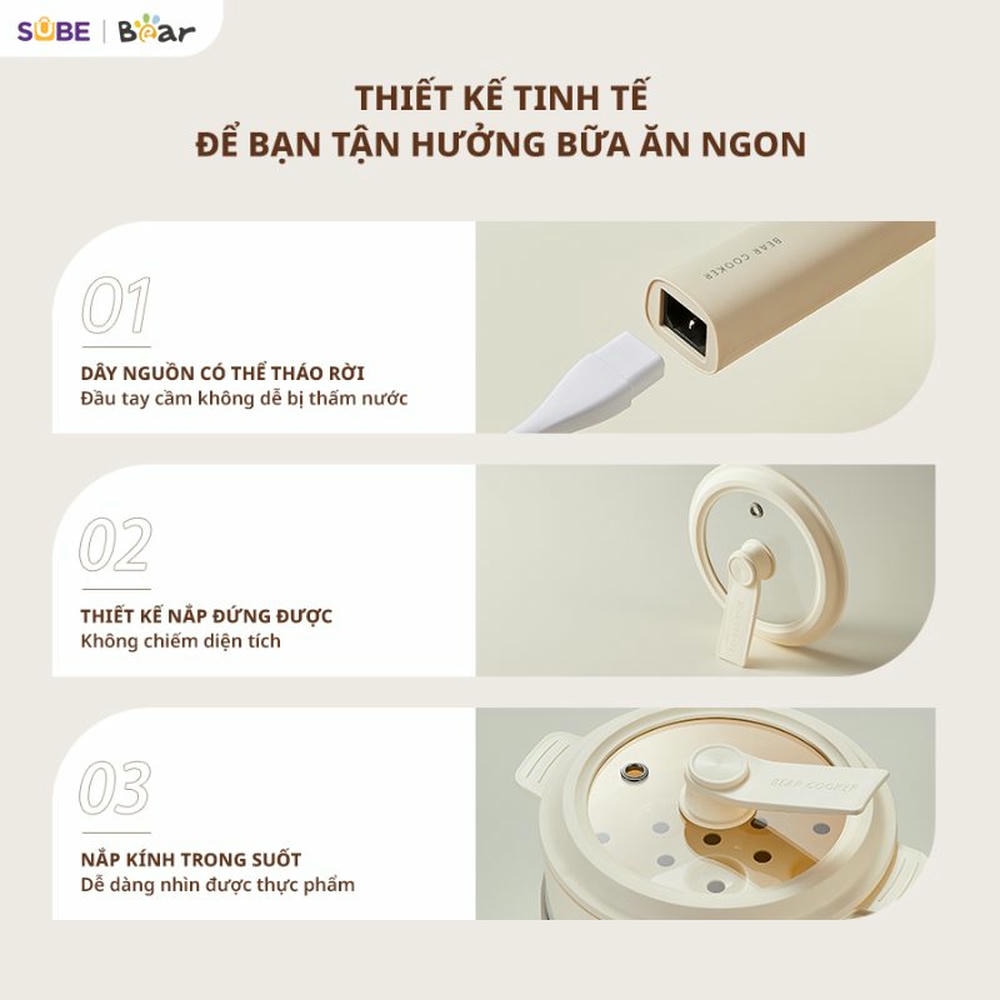 SUBE | Bear
THIẾT KẾ TINH TẾ
ĐỂ BẠN TẬN HƯỞNG BỮA ĂN NGON
01
DÂY NGUỒN CÓ THỂ THÁO RỜI
Đầu tay cầm không dễ bị thấm nước
BEAR COOKER
02
THIẾT KẾ NẮP ĐỨNG ĐƯỢC
Không chiếm diện tích
BEAR COOKER
03
NẮP KÍNH TRONG SUỐT
Dễ dàng nhìn được thực phẩm
BEAR COOKER